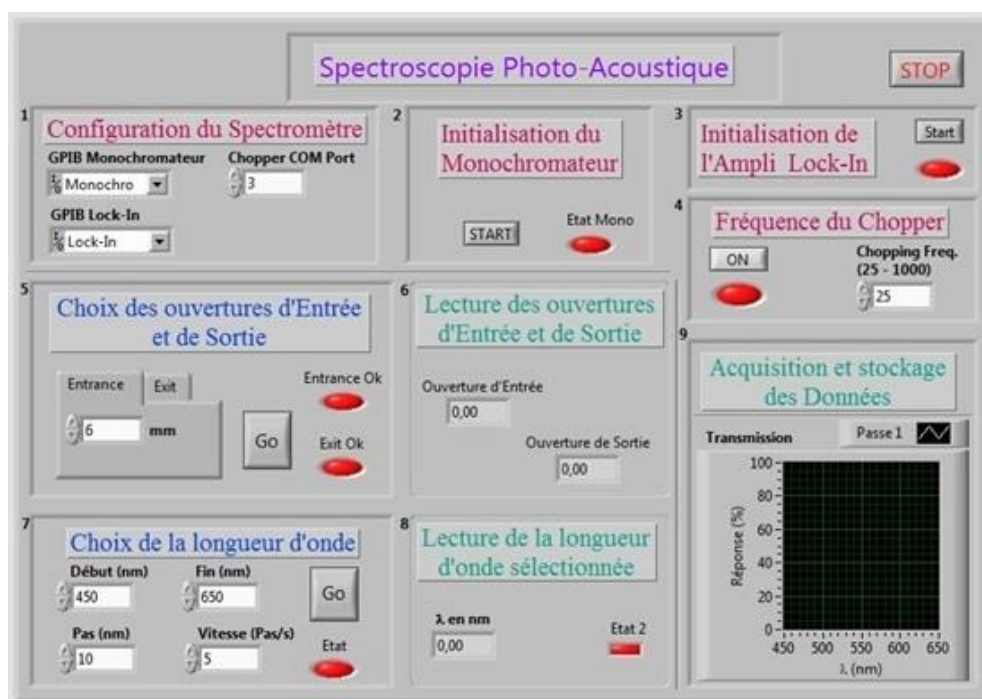 Spectroscopie Photo-Acoustique
STOP
1
Configuration du Spectromètre
GPIB Monochromateur
Chopper COM Port
Monochro
3
GPIB Lock-In
Lock-In
2
Initialisation du
Monochromateur
START
Etat Mono
3
Initialisation de
l'Ampli Lock-In
Start
4
Fréquence du Chopper
ON
Chopping Freq.
(25 - 1000)
25
5
Choix des ouvertures d'Entrée
et de Sortie
Entrance
Exit
6
mm
Go
Entrance Ok
Exit Ok
6
Lecture des ouvertures
d'Entrée et de Sortie
Ouverture d'Entrée
0,00
Ouverture de Sortie
0,00
7
Choix de la longueur d'onde
Début (nm)
Fin (nm)
450
650
Go
Pas (nm)
Vitesse (Pas/s)
10
5
Etat
8
Lecture de la longueur
d'onde sélectionnée
λ en nm
0,00
Etat 2
9
Acquisition et stockage
des Données
Transmission
Passe 1
Réponse (%)
100
80
60
40
20
0
450 500 550 600 650
λ (nm)